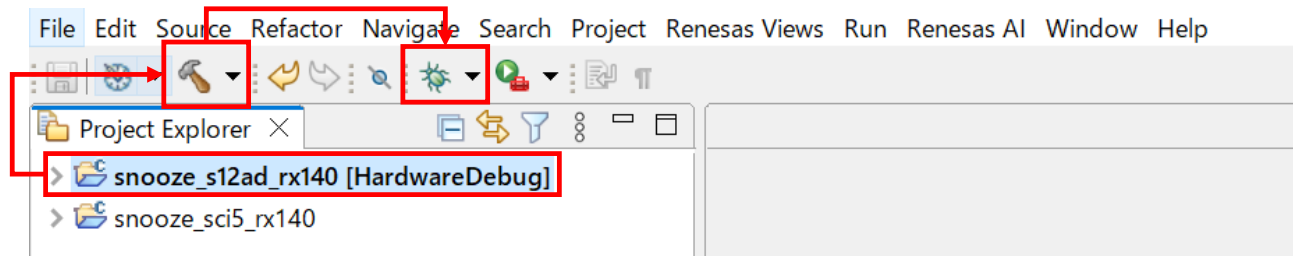 File Edit Source Refactor Navigate Search Project Renesas Views Run Renesas AI Window Help
Project Explorer
snooze_s12ad_rx140 [HardwareDebug]
snooze_sci5_rx140